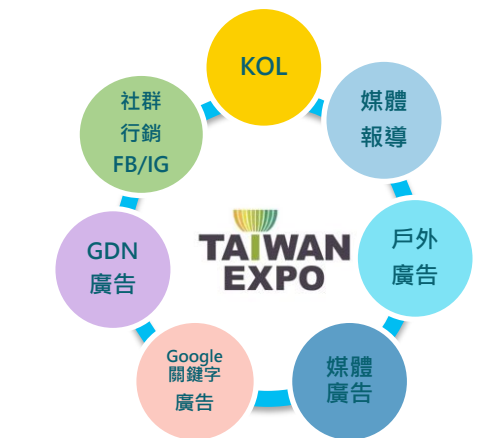 KOL
媒體
報導
戶外
廣告
媒體
廣告
Google
關鍵字
廣告
GDN
廣告
社群
行銷
FB/IG
TAIWAN
EXPO